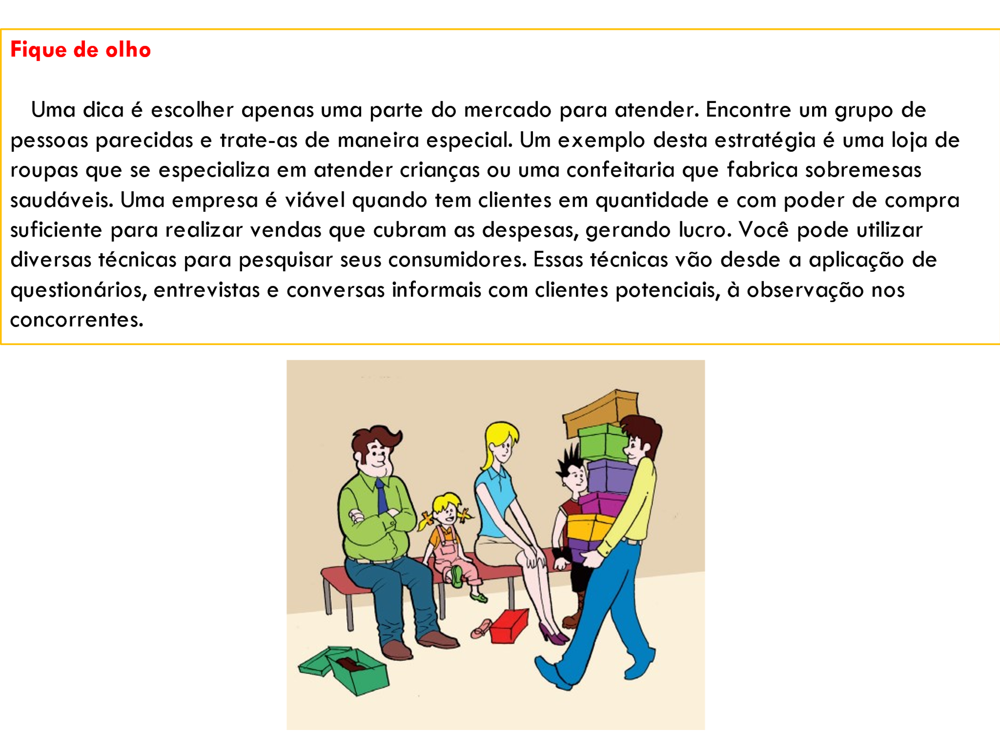 Fique de olho
Uma dica é escolher apenas uma parte do mercado para atender. Encontre um grupo de
pessoas parecidas e trate-as de maneira especial. Um exemplo desta estratégia é uma loja de
roupas que se especializa em atender crianças ou uma confeitaria que fabrica sobremesas
saudáveis. Uma empresa é viável quando tem clientes em quantidade e com poder de compra
suficiente para realizar vendas que cubram as despesas, gerando lucro. Você pode utilizar
diversas técnicas para pesquisar seus consumidores. Essas técnicas vão desde a aplicação de
questionários, entrevistas e conversas informais com clientes potenciais, à observação nos
concorrentes.